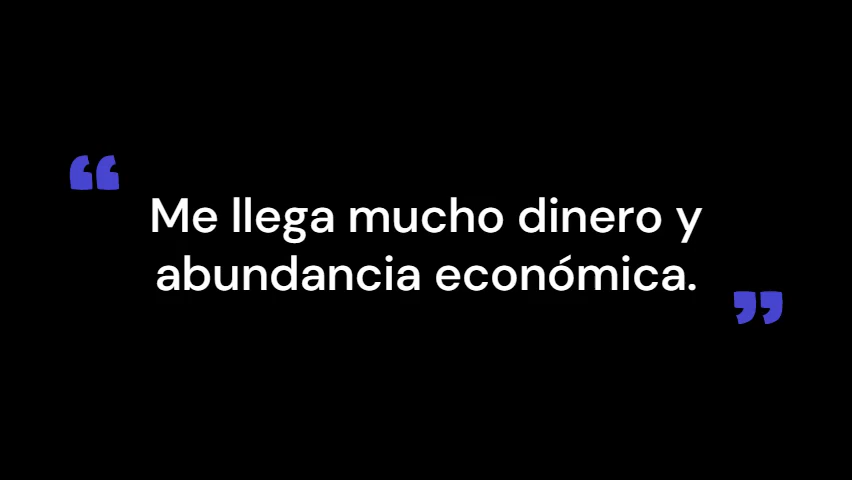 “
Me llega mucho dinero y
abundancia económica.
”